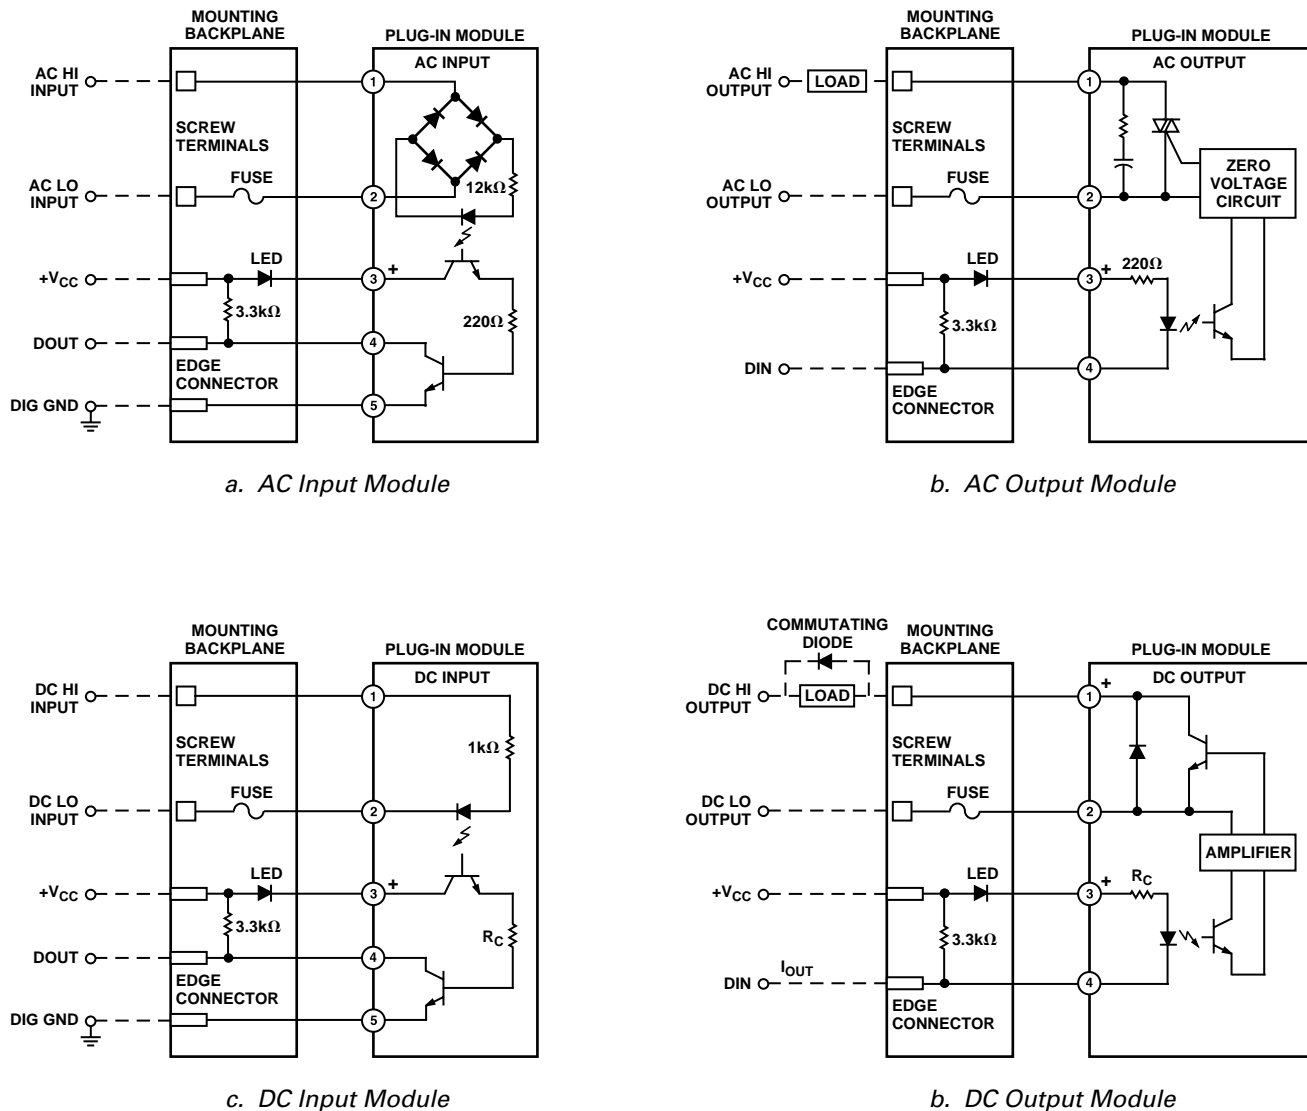 MOUNTING
BACKPLANE
PLUG-IN MODULE
AC INPUT
AC HI
INPUT
1
SCREW
TERMINALS
12kΩ
AC LO
INPUT
FUSE
2
+VCC
LED
3
+
3.3kΩ
220Ω
DOUT
4
EDGE
CONNECTOR
DIG GND
5
a. AC Input Module
MOUNTING
BACKPLANE
PLUG-IN MODULE
AC OUTPUT
AC HI
OUTPUT
LOAD
1
SCREW
TERMINALS
ZERO
VOLTAGE
CIRCUIT
AC LO
OUTPUT
FUSE
2
+VCC
LED
3
+
220Ω
3.3kΩ
DIN
4
EDGE
CONNECTOR
b. AC Output Module
MOUNTING
BACKPLANE
PLUG-IN MODULE
DC INPUT
DC HI
INPUT
1
SCREW
TERMINALS
1kΩ
DC LO
INPUT
FUSE
2
+VCC
LED
3
+
3.3kΩ
RC
DOUT
4
EDGE
CONNECTOR
DIG GND
5
c. DC Input Module
COMMUTATING
DIODE
MOUNTING
BACKPLANE
PLUG-IN MODULE
DC OUTPUT
DC HI
OUTPUT
LOAD
1
+
SCREW
TERMINALS
DC LO
OUTPUT
FUSE
2
AMPLIFIER
+VCC
LED
3
+
RC
3.3kΩ
DIN
IOUT
4
EDGE
CONNECTOR
b. DC Output Module